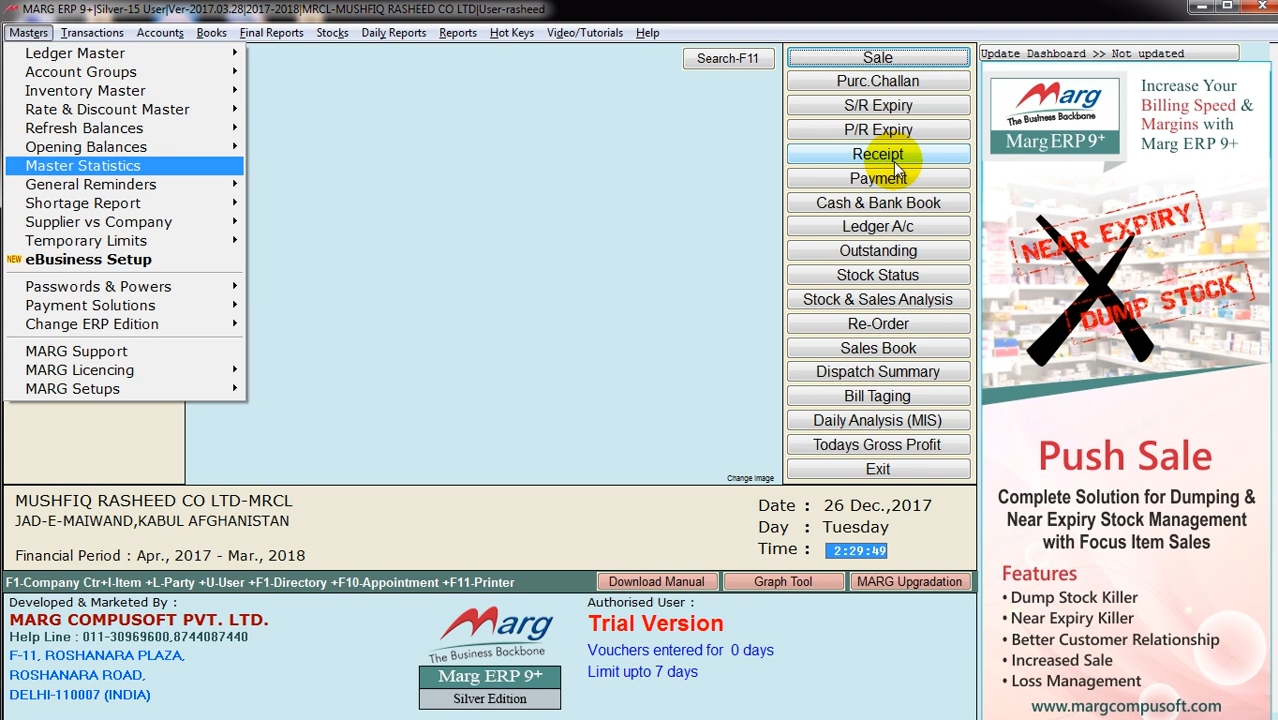 MARG ERP 9+|Silver-15 User|Ver-2017.03.28|2017-2018|MRCL-MUSHFIQ RASHEED CO LTD|User-rasheed
Masters Transactions Accounts Books Final Reports Stocks Daily Reports Reports Hot Keys Video/Tutorials Help
Ledger Master
Account Groups
Inventory Master
Rate & Discount Master
Refresh Balances
Opening Balances
Master Statistics
General Reminders
Shortage Report
Supplier vs Company
Temporary Limits
NEW eBusiness Setup
Passwords & Powers
Payment Solutions
Change ERP Edition
MARG Support
MARG Licencing
MARG Setups
Search-F11
Change Image
Sale
Purc.Challan
S/R Expiry
P/R Expiry
Receipt
Payment
Cash & Bank Book
Ledger A/c
Outstanding
Stock Status
Stock & Sales Analysis
Re-Order
Sales Book
Dispatch Summary
Bill Taging
Daily Analysis (MIS)
Todays Gross Profit
Exit
Update Dashboard >> Not updated
Marg
The Business Backbone
Marg ERP 9+
Increase Your
Billing Speed &
Margins with
Marg ERP 9+
NEAR EXPIRY
DUMP STOCK
Push Sale
Complete Solution for Dumping &
Near Expiry Stock Management
with Focus Item Sales
Features
• Dump Stock Killer
• Near Expiry Killer
• Better Customer Relationship
• Increased Sale
• Loss Management
www.margcompusoft.com
MUSHFIQ RASHEED CO LTD-MRCL
JAD-E-MAIWAND,KABUL AFGHANISTAN
Financial Period : Apr., 2017 - Mar., 2018
Date : 26 Dec.,2017
Day : Tuesday
Time : 2:29:49
F1-Company Ctr+I-Item +L-Party +U-User +F1-Directory +F10-Appointment +F11-Printer
Download Manual Graph Tool MARG Upgradation
Developed & Marketed By :
MARG COMPUSOFT PVT. LTD.
Help Line : 011-30969600,8744087440
F-11, ROSHANARA PLAZA,
ROSHANARA ROAD,
DELHI-110007 (INDIA)
Marg
The Business Backbone
Marg ERP 9+
Silver Edition
Authorised User :
Trial Version
Vouchers entered for 0 days
Limit upto 7 days